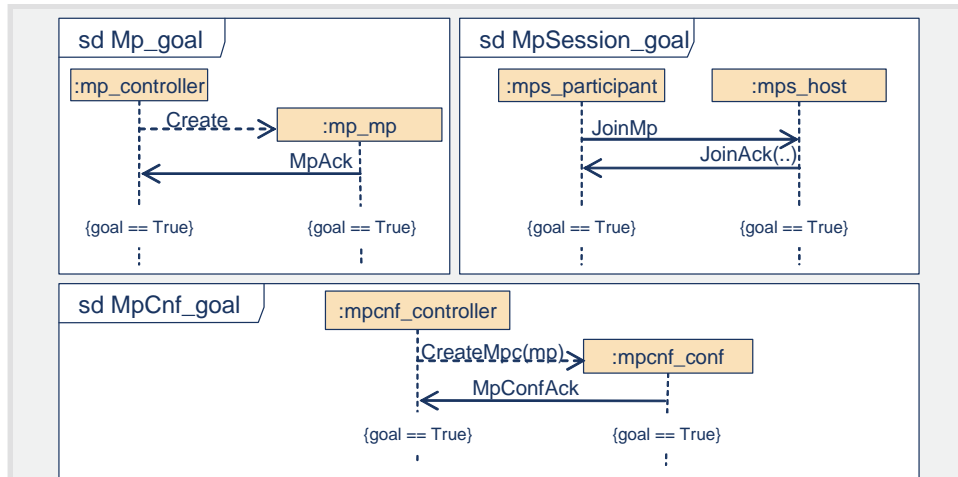 sd Mp_goal
:mp_controller
Create
:mp_mp
MpAck
{goal == True}
{goal == True}
sd MpSession_goal
:mps_participant
:mps_host
JoinMp
JoinAck(..)
{goal == True}
{goal == True}
sd MpCnf_goal
:mpcnf_controller
CreateMpc(mp)
:mpcnf_conf
MpConfAck
{goal == True}
{goal == True}